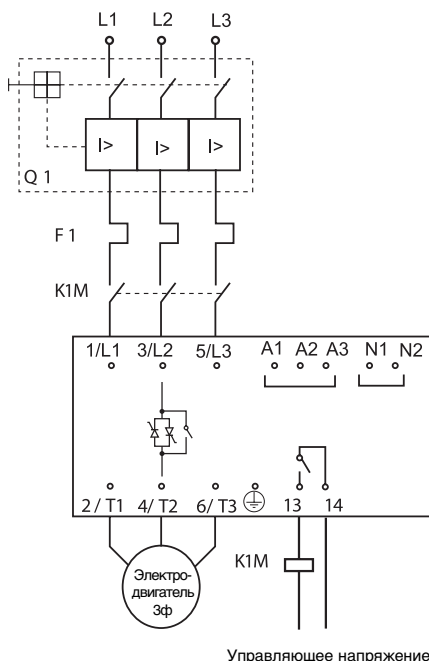 L1 L2 L3
I> I> I>
Q 1
F 1
K1M
1/L1 3/L2 5/L3 A1 A2 A3 N1 N2
2/ T1 4/ T2 6/ T3 13 14
K1M
Электро-
двигатель
3ф
Управляющее напряжение